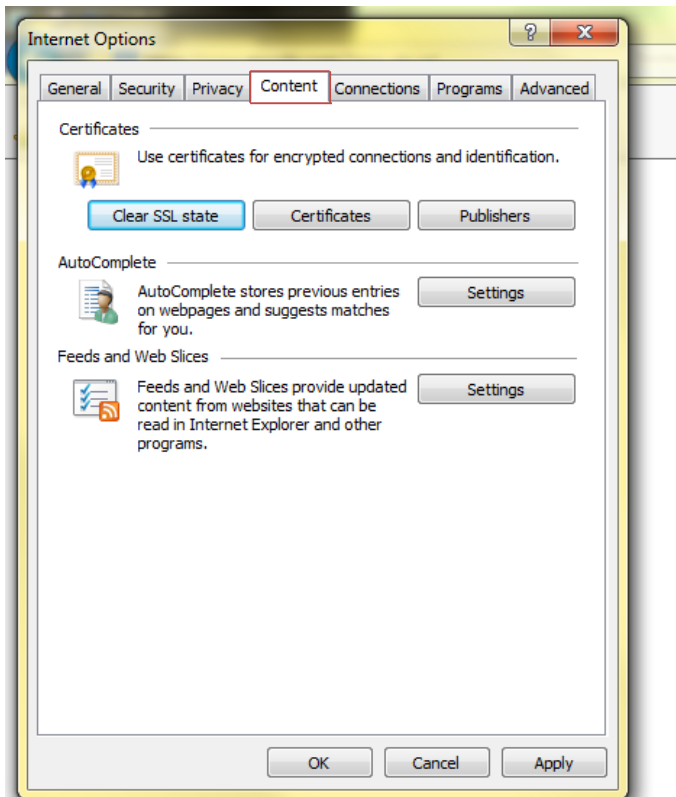 Internet Options
General Security Privacy Content Connections Programs Advanced
Certificates
Use certificates for encrypted connections and identification.
Clear SSL state Certificates Publishers
AutoComplete
AutoComplete stores previous entries
on webpages and suggests matches
for you.
Settings
Feeds and Web Slices
Feeds and Web Slices provide updated
content from websites that can be
read in Internet Explorer and other
programs.
Settings
OK Cancel Apply